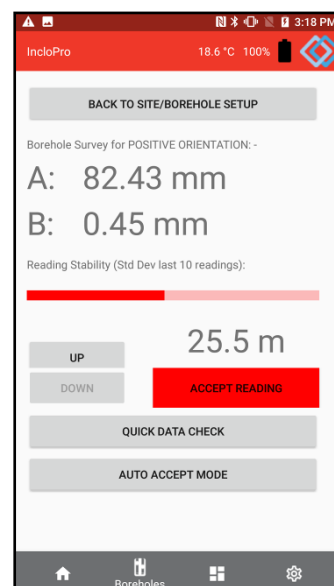 3:18 PM
IncloPro 18.6 °C 100%
BACK TO SITE/BOREHOLE SETUP
Borehole Survey for POSITIVE ORIENTATION: -
A: 82.43 mm
B: 0.45 mm
Reading Stability (Std Dev last 10 readings):
25.5 m
UP
DOWN ACCEPT READING
QUICK DATA CHECK
AUTO ACCEPT MODE
Boreholes